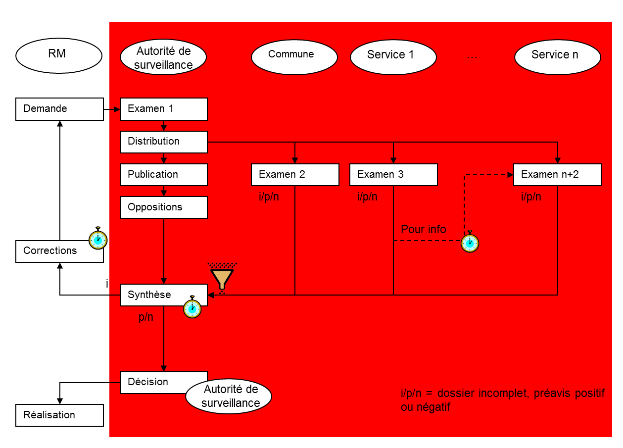 RM
Autorité de
surveillance
Commune
Service 1
...
Service n
Demande
Examen 1
Distribution
Publication
Examen 2
Examen 3
Examen n+2
i/p/n
i/p/n
i/p/n
Oppositions
Pour info
Corrections
i
Synthèse
p/n
Décision
Autorité de
surveillance
i/p/n = dossier incomplet, préavis positif
ou négatif
Réalisation